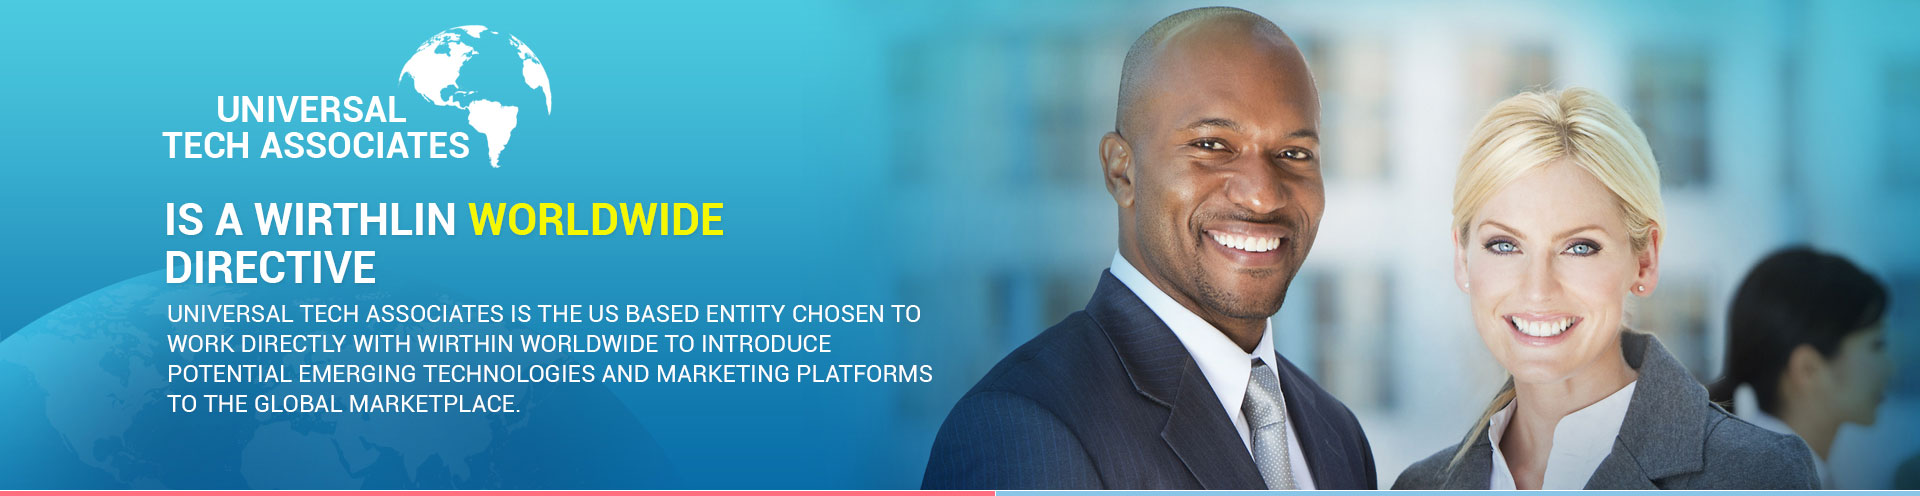 UNIVERSAL
TECH ASSOCIATES
IS A WIRTHLIN WORLDWIDE
DIRECTIVE
UNIVERSAL TECH ASSOCIATES IS THE US BASED ENTITY CHOSEN TO
WORK DIRECTLY WITH WIRTHIN WORLDWIDE TO INTRODUCE
POTENTIAL EMERGING TECHNOLOGIES AND MARKETING PLATFORMS
TO THE GLOBAL MARKETPLACE.